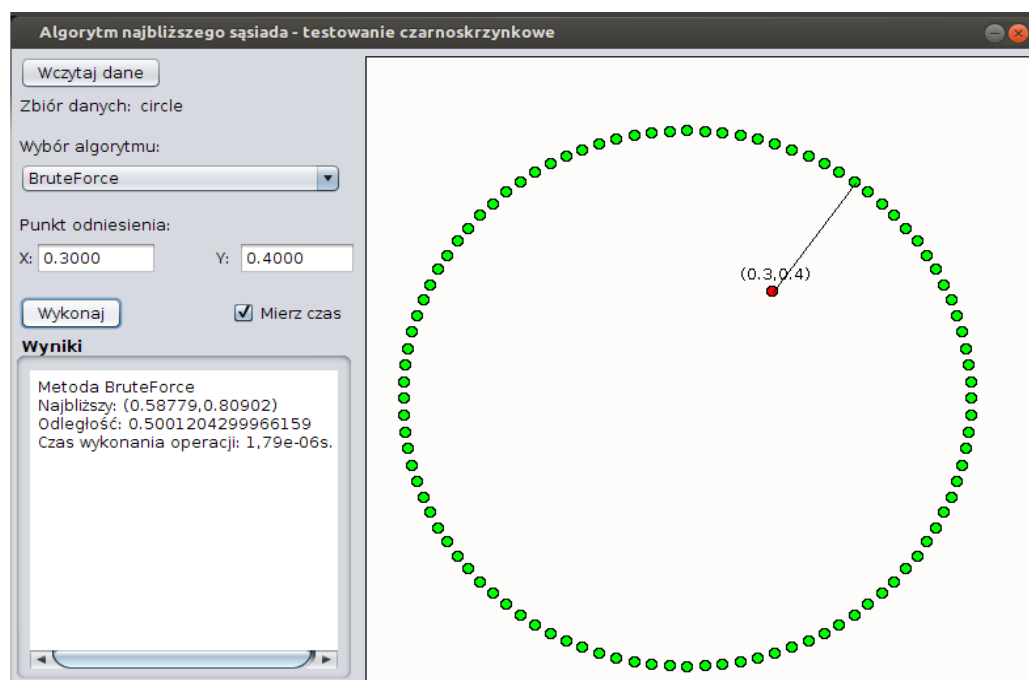 Algorytm najbliższego sąsiada - testowanie czarnoskrzynkowe
Wczytaj dane
Zbiór danych: circle
Wybór algorytmu:
BruteForce
Punkt odniesienia:
X: 0.3000 Y: 0.4000
Wykonaj Mierz czas
Wyniki
Metoda BruteForce
Najbliższy: (0.58779,0.80902)
Odległość: 0.5001204299966159
Czas wykonania operacji: 1,79e-06s.
(0.3,0.4)